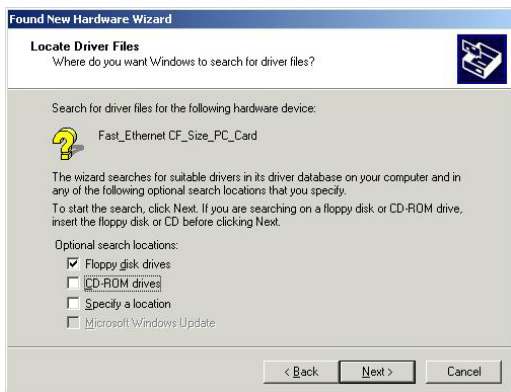 Found New Hardware Wizard
Locate Driver Files
Where do you want Windows to search for driver files?
Search for driver files for the following hardware device:
Fast_Ethernet CF_Size_PC_Card
The wizard searches for suitable drivers in its driver database on your computer and in
any of the following optional search locations that you specify.
To start the search, click Next. If you are searching on a floppy disk or CD-ROM drive,
insert the floppy disk or CD before clicking Next.
Optional search locations:
Floppy disk drives
CD-ROM drives
Specify a location
Microsoft Windows Update
< Back
Next >
Cancel